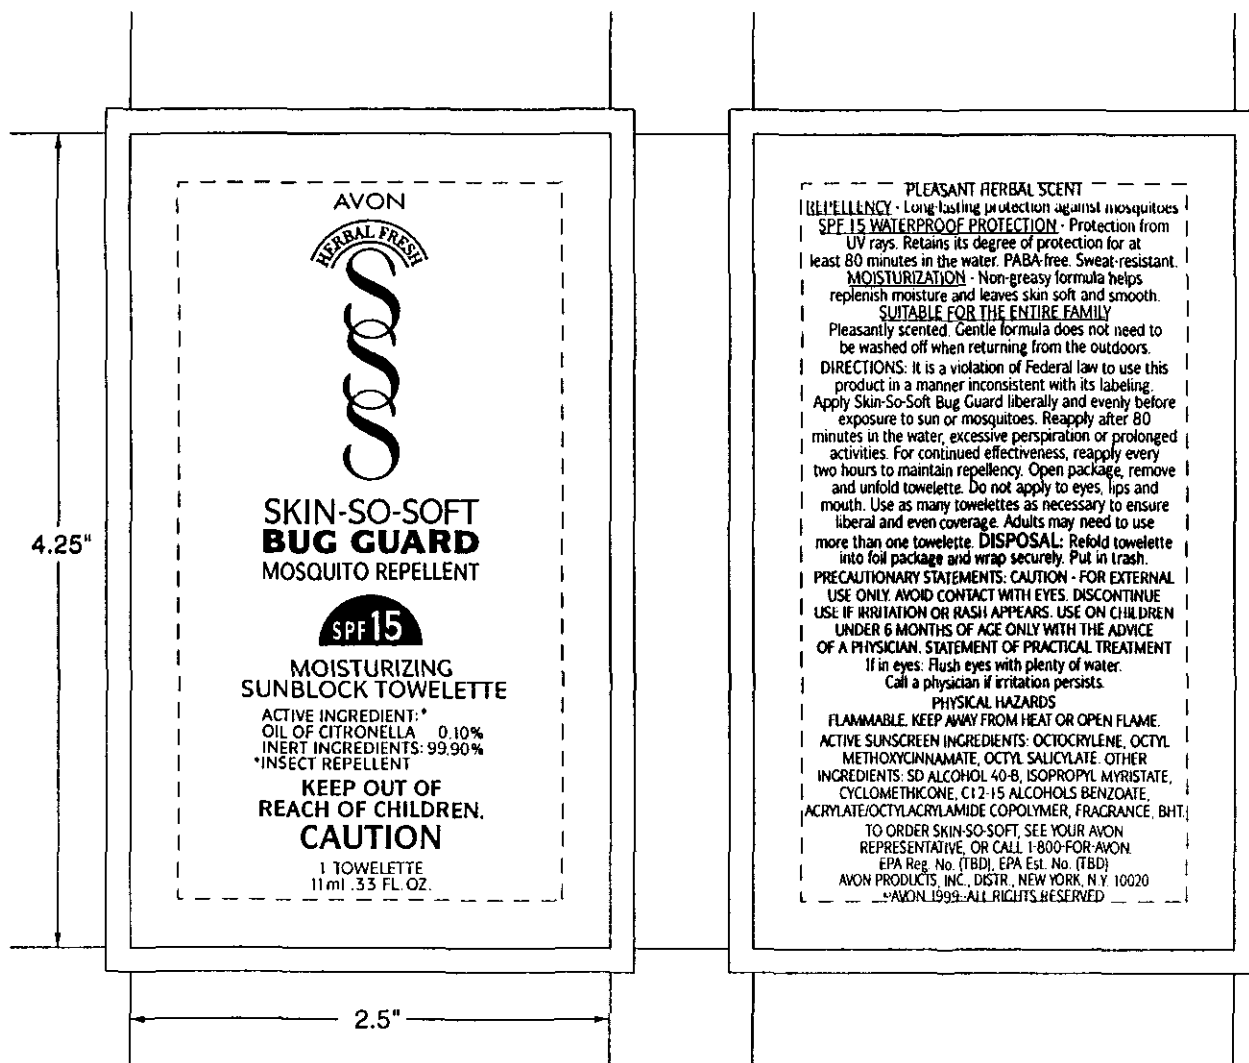 AVON
HERBAL FRESH
SSS
SKIN-SO-SOFT
BUG GUARD
MOSQUITO REPELLENT
SPF 15
MOISTURIZING
SUNBLOCK TOWELETTE
ACTIVE INGREDIENT:*
OIL OF CITRONELLA 0.10%
INERT INGREDIENTS: 99.90%
*INSECT REPELLENT
KEEP OUT OF
REACH OF CHILDREN.
CAUTION
1 TOWELETTE
11ml .33 FL. OZ.
4.25"
2.5"
PLEASANT HERBAL SCENT
REPELLENCY - Long-lasting protection against mosquitoes
SPF 15 WATERPROOF PROTECTION - Protection from
UV rays. Retains its degree of protection for at
least 80 minutes in the water. PABA-free. Sweat-resistant.
MOISTURIZATION - Non-greasy formula helps
replenish moisture and leaves skin soft and smooth.
SUITABLE FOR THE ENTIRE FAMILY
Pleasantly scented. Gentle formula does not need to
be washed off when returning from the outdoors.
DIRECTIONS: It is a violation of Federal law to use this
product in a manner inconsistent with its labeling.
Apply Skin-So-Soft Bug Guard liberally and evenly before
exposure to sun or mosquitoes. Reapply after 80
minutes in the water, excessive perspiration or prolonged
activities. For continued effectiveness, reapply every
two hours to maintain repellency. Open package, remove
and unfold towelette. Do not apply to eyes, lips and
mouth. Use as many towelettes as necessary to ensure
liberal and even coverage. Adults may need to use
more than one towelette. DISPOSAL: Refold towelette
into foil package and wrap securely. Put in trash.
PRECAUTIONARY STATEMENTS: CAUTION - FOR EXTERNAL
USE ONLY. AVOID CONTACT WITH EYES. DISCONTINUE
USE IF IRRITATION OR RASH APPEARS. USE ON CHILDREN
UNDER 6 MONTHS OF AGE ONLY WITH THE ADVICE
OF A PHYSICIAN. STATEMENT OF PRACTICAL TREATMENT
If in eyes: Flush eyes with plenty of water.
Call a physician if irritation persists.
PHYSICAL HAZARDS
FLAMMABLE. KEEP AWAY FROM HEAT OR OPEN FLAME.
ACTIVE SUNSCREEN INGREDIENTS: OCTOCRYLENE, OCTYL
METHOXYCINNAMATE, OCTYL SALICYLATE. OTHER
INGREDIENTS: SD ALCOHOL 40-B, ISOPROPYL MYRISTATE,
CYCLOMETHICONE, C12-15 ALCOHOLS BENZOATE,
ACRYLATE/OCTYLACRYLAMIDE COPOLYMER, FRAGRANCE, BHT.
TO ORDER SKIN-SO-SOFT, SEE YOUR AVON
REPRESENTATIVE, OR CALL 1-800-FOR-AVON.
EPA Reg. No. (TBD), EPA Est. No. (TBD)
AVON PRODUCTS, INC., DISTR., NEW YORK, N.Y. 10020
©AVON 1999. ALL RIGHTS RESERVED